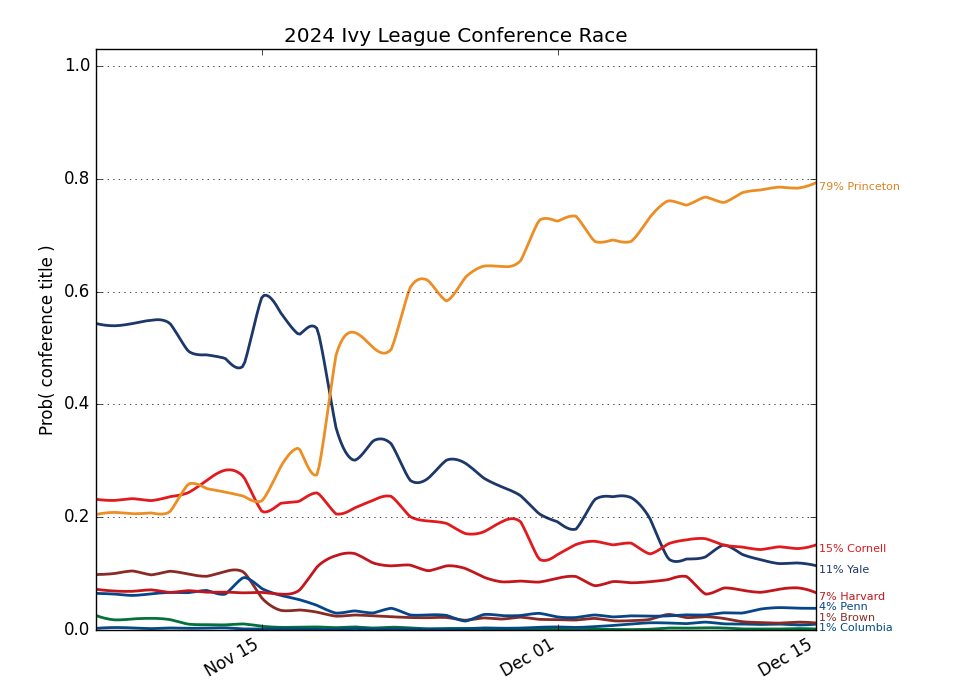 2024 Ivy League Conference Race
Prob( conference title )
1.0
0.8
0.6
0.4
0.2
0.0
Nov 15
Dec 01
Dec 15
79% Princeton
15% Cornell
11% Yale
7% Harvard
4% Penn
1% Brown
1% Columbia